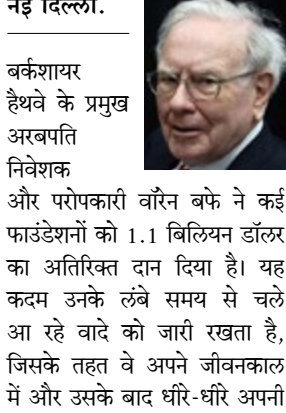 नई दिल्ली.
बर्कशायर
हैथवे के प्रमुख
अरबपति
निवेशक
और परोपकारी वॉरेन बफे ने कई
फाउंडेशनों को 1.1 बिलियन डॉलर
का अतिरिक्त दान दिया है। यह
कदम उनके लंबे समय से चले
आ रहे वादे को जारी रखता है,
जिसके तहत वे अपने जीवनकाल
में और उसके बाद धीरे-धीरे अपनी